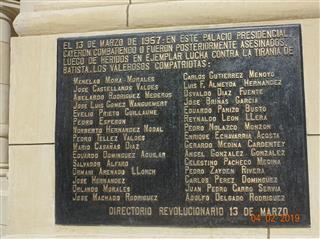 EL 13 DE MARZO DE 1957: EN ESTE PALACIO PRESIDENCIAL,
CAYERON COMBATIENDO O FUERON POSTERIORMENTE ASESINADOS,
LUEGO DE HERIDOS EN EJEMPLAR LUCHA CONTRA LA TIRANIA DE
BATISTA..LOS VALEROSOS COMPATRIOTAS:
MENELAO MORA MORALES
JOSE CASTELLANOS VALDES
ABELARDO RODRIGUEZ MEDEROS
JOSE LUIS GOMEZ WANGUEMERT
EVELIO PRIETO GUILLAUME
PEDRO ESPERON
NORBERTO HERNANDEZ NODAL
PEDRO TELLEZ VALDES
MARIO CASAÑAS DIAZ
EDUARDO DOMINGUEZ AGUILAR
SALVADOR ALFARO
ORMANI ARENADO LLONCH
JOSE HERNANDEZ
ORLANDO MORALES
JOSE MACHADO RODRIGUEZ
CARLOS GUTIERREZ MENOYO
LUIS F. ALMEIDA HERNANDEZ
OSVALDO DIAZ FUENTE
JOSE BRIÑAS GARCIA
EDUARDO PANIZO BUSTO
REYNALDO LEON LLERA
PEDRO NOLAZCO MONZON
ENRIQUE ECHAVARRIA ACOSTA
GERARDO MEDINA CARDENTEY
ÁNGEL GONZALEZ GONZALEZ
CELESTINO PACHECO MEDINA
PEDRO ZAYDEN RIVERA
CARLOS PEREZ DOMINGUEZ
JUAN PEDRO CARBO SERVIA
ADOLFO DELGADO RODRIGUEZ
DIRECTORIO REVOLUCIONARIO 13 DE MARZO
04-02-2019